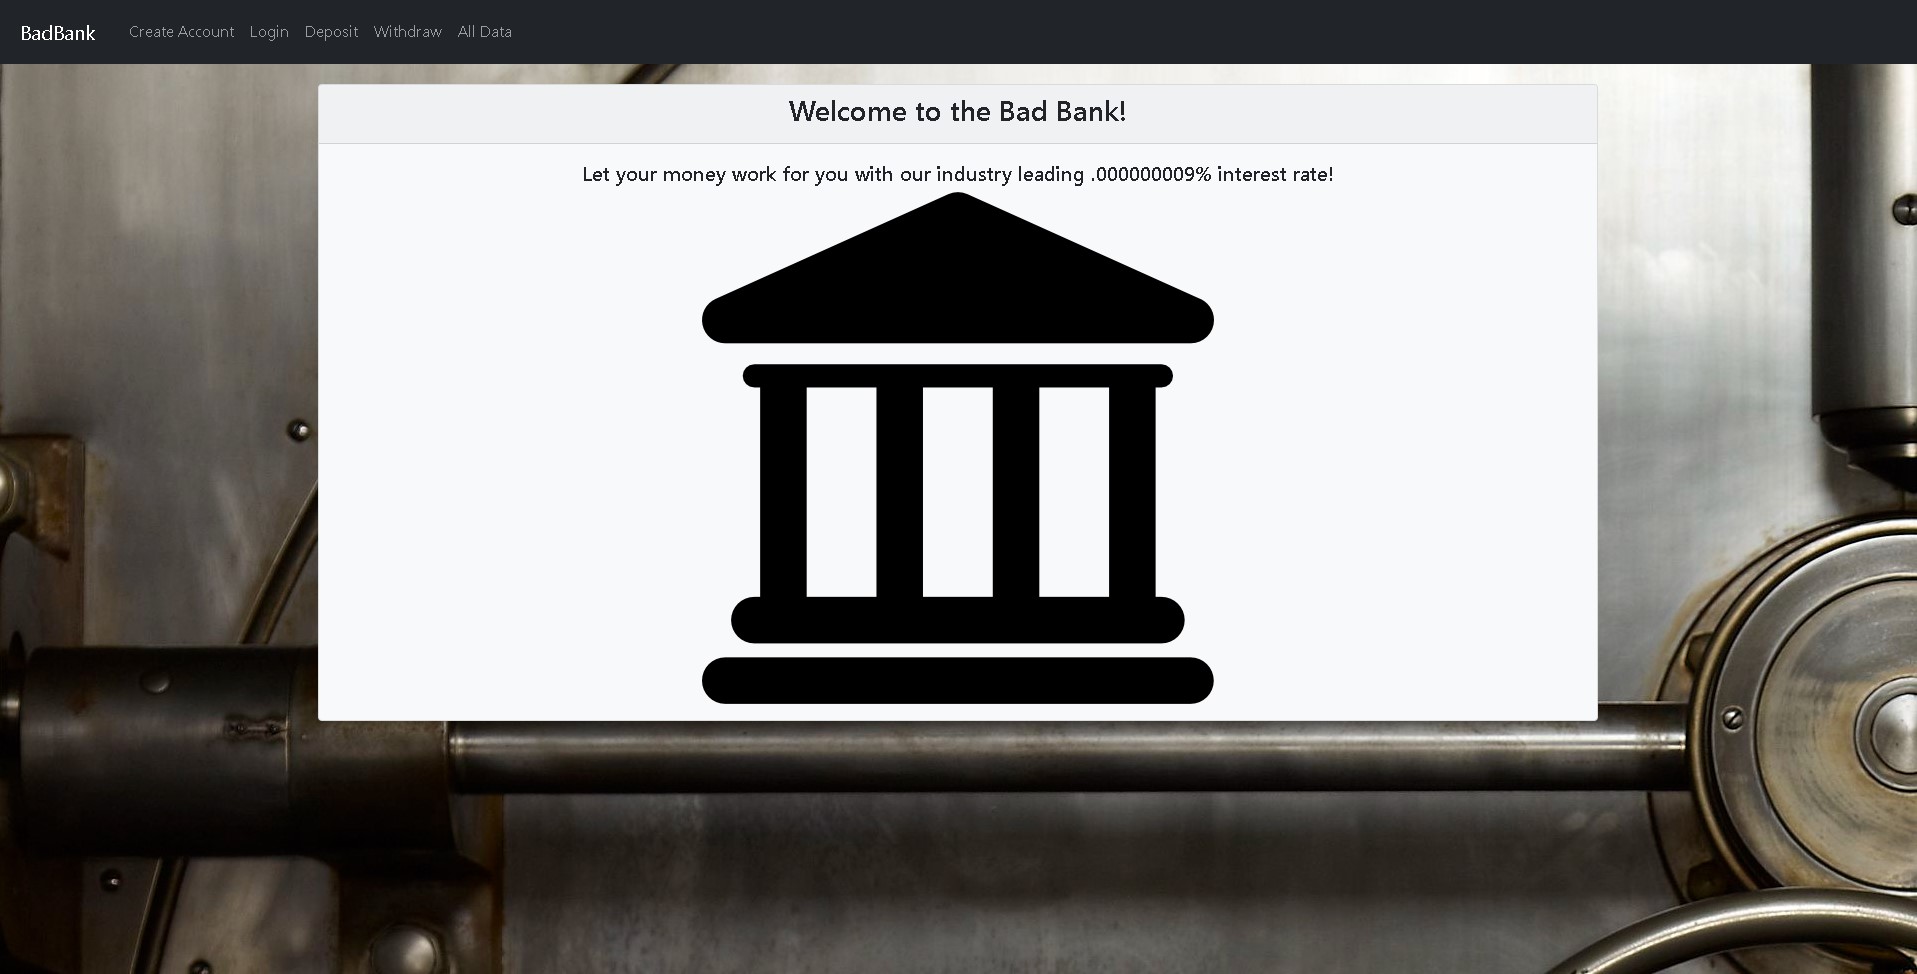 BadBank Create Account Login Deposit Withdraw All Data
Welcome to the Bad Bank!
Let your money work for you with our industry leading .000000009% interest rate!